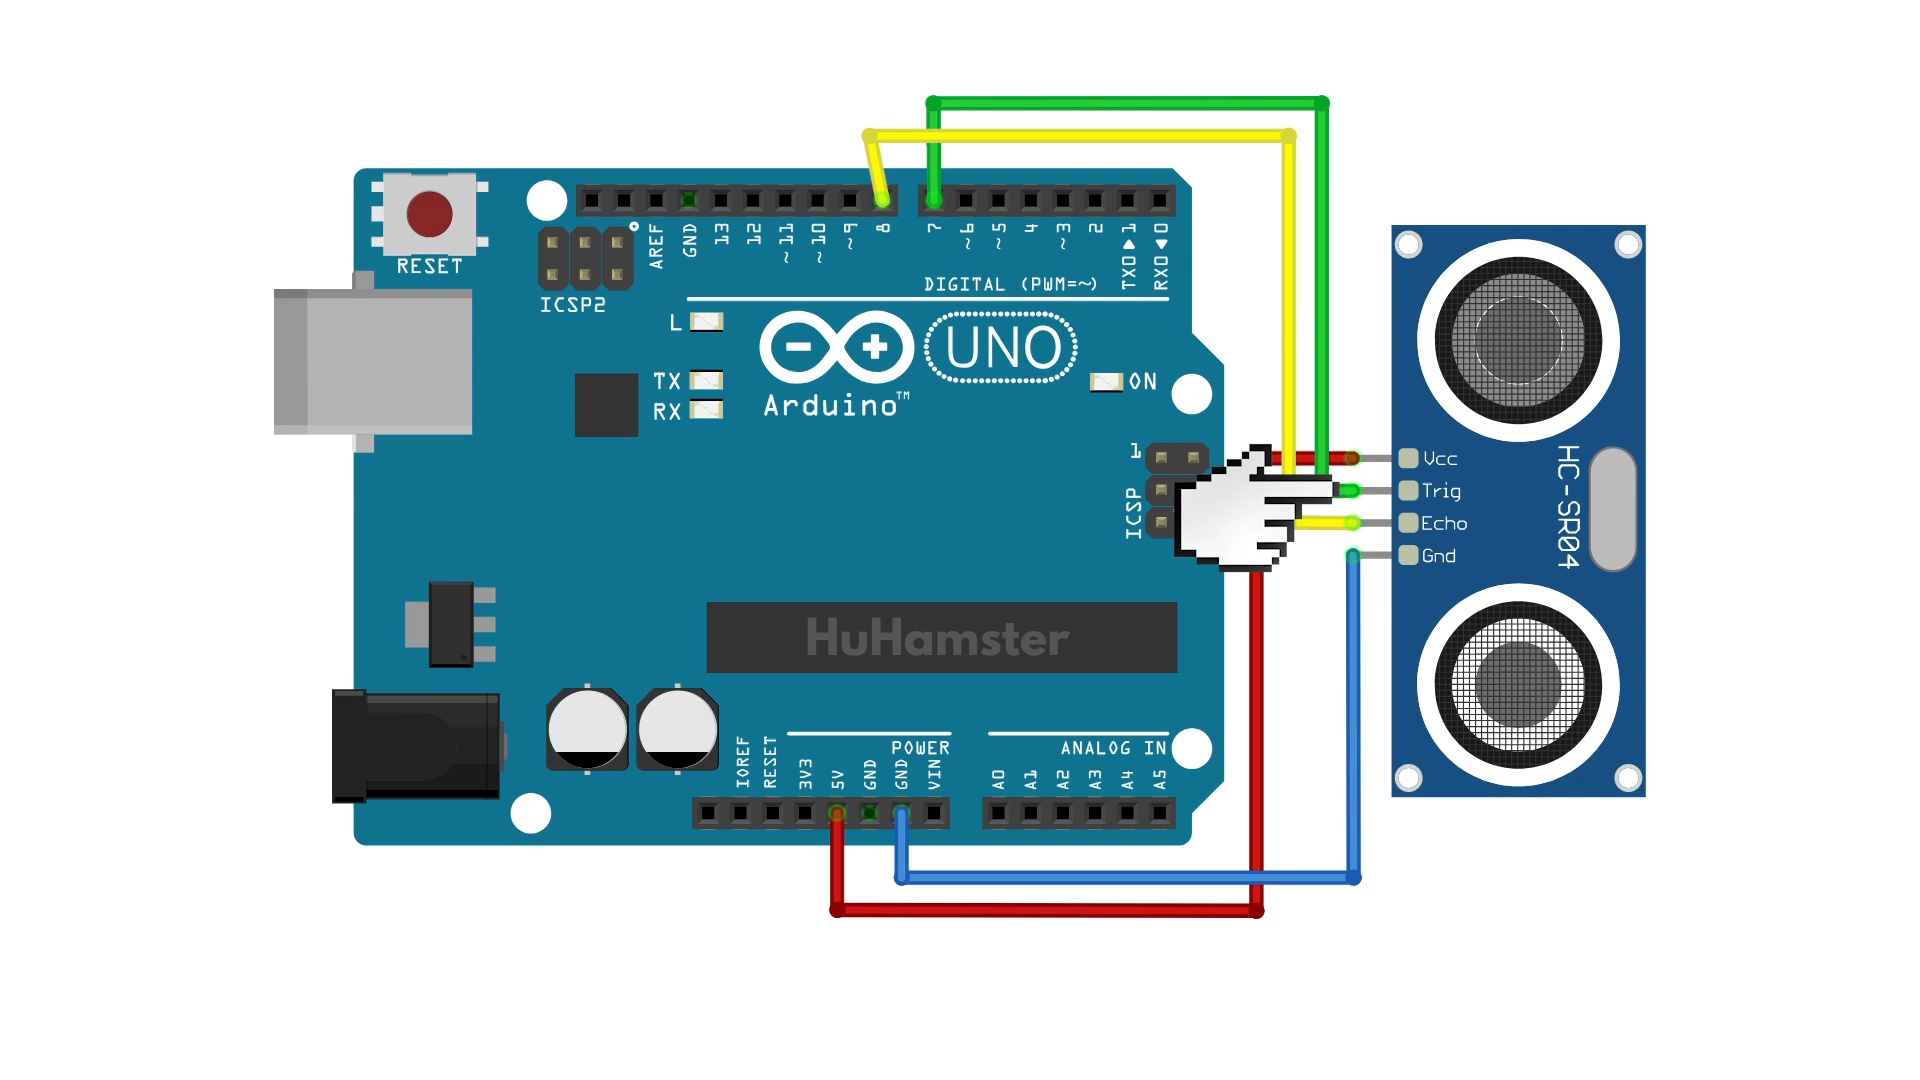 RESET
ICSP2
AREF
GND
13
12
~11
~10
~9
8
7
~6
~5
4
~3
2
TXO▶1
RXO◀0
DIGITAL (PWM=~)
L
TX
RX
UNO
Arduino™
ON
1
ICSP
HuHamster
IOREF
RESET
3V3
5V
GND
GND
VIN
POWER
ANALOG IN
A0
A1
A2
A3
A4
A5
Vcc
Trig
Echo
Gnd
HC-SR04